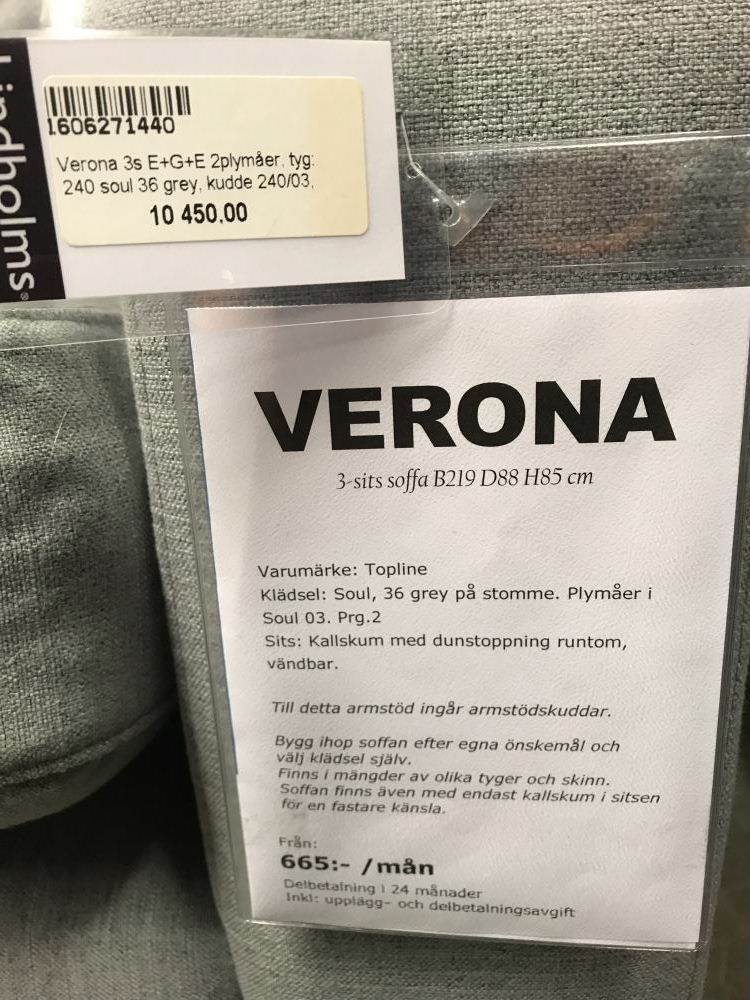 Lindholms
1606271440
Verona 3s E+G+E 2plymåer, tyg:
240 soul 36 grey, kudde 240/03,
10 450,00
VERONA
3-sits soffa B219 D88 H85 cm
Varumärke: Topline
Klädsel: Soul, 36 grey på stomme. Plymåer i
Soul 03. Prg.2
Sits: Kallskum med dunstoppning runtom,
vändbar.
Till detta armstöd ingår armstödskuddar.
Bygg ihop soffan efter egna önskemål och
välj klädsel själv.
Finns i mängder av olika tyger och skinn.
Soffan finns även med endast kallskum i sitsen
för en fastare känsla.
Från:
665:- /mån
Delbetalning i 24 månader
Inkl: upplägg- och delbetalningsavgift